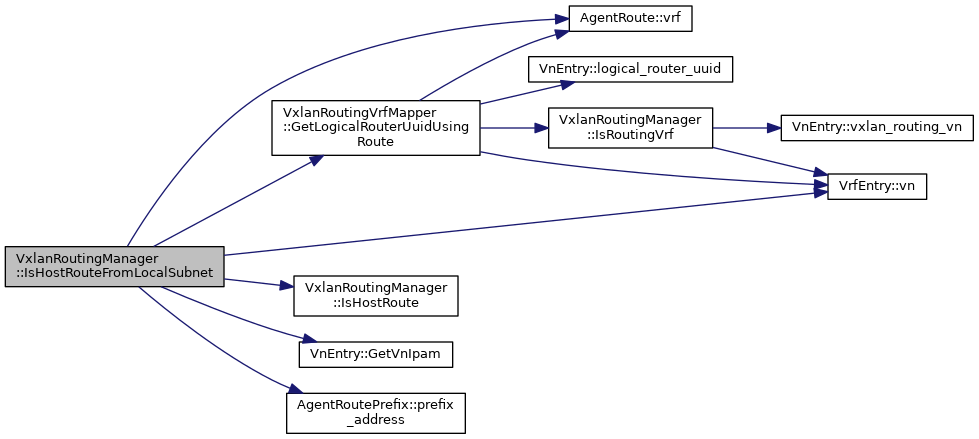 AgentRoute::vrf
VnEntry::logical_router_uuid
VxlanRoutingVrfMapper
::GetLogicalRouterUuidUsing
Route
VxlanRoutingManager
::IsRoutingVrf
VnEntry::vxlan_routing_vn
VrfEntry::vn
VxlanRoutingManager
::IsHostRouteFromLocalSubnet
VxlanRoutingManager
::IsHostRoute
VnEntry::GetVnIpam
AgentRoutePrefix::prefix
_address